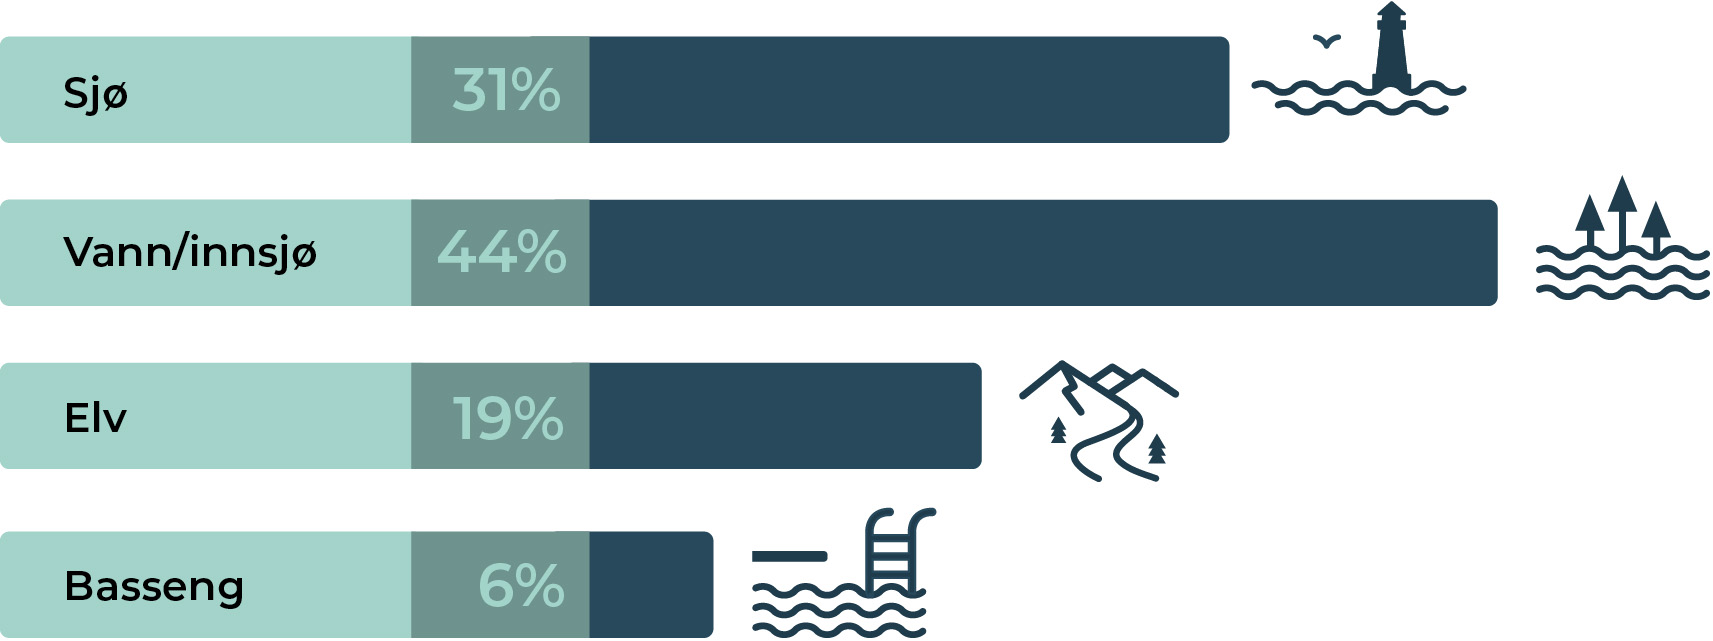 Sjø 31%
Vann/innsjø 44%
Elv 19%
Basseng 6%